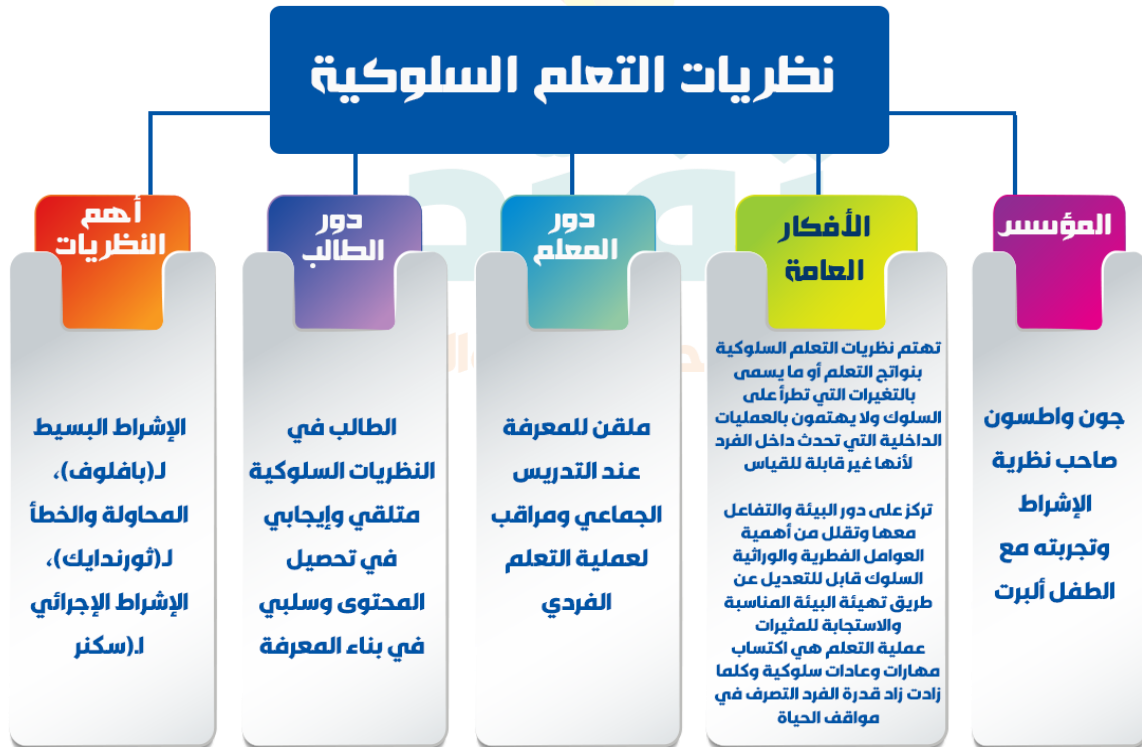 نظريات التعلم السلوكية
المؤسسر
جون واطسون
صاحب نظرية
الإشراط
وتجربته مع
الطفل ألبرت
الأفكار
العامة
تهتم نظريات التعلم السلوكية
بنواتج التعلم أو ما يسمى
بالتغيرات التي تطرأ على
السلوك ولا يهتمون بالعمليات
الداخلية التي تحدث داخل الفرد
لأنها غير قابلة للقياس
تركز على دور البيئة والتفاعل
معها وتقلل من أهمية
العوامل الفطرية والوراثية
السلوك قابل للتعديل عن
طريق تهيئة البيئة المناسبة
والاستجابة للمثيرات
عملية التعلم هي اكتساب
مهارات وعادات سلوكية وكلما
زادت زاد قدرة الفرد التصرف في
مواقف الحياة
دور
المعلم
ملقن للمعرفة
عند التدريس
الجماعي ومراقب
لعملية التعلم
الفردي
دور
الطالب
الطالب في
النظريات السلوكية
متلقي وإيجابي
في تحصيل
المحتوى وسلبي
في بناء المعرفة
أهم
النظريات
الإشراط البسيط
لـ(بافلوف)،
المحاولة والخطأ
لـ(ثورندايك)،
الإشراط الإجرائي
لـ(سكنر